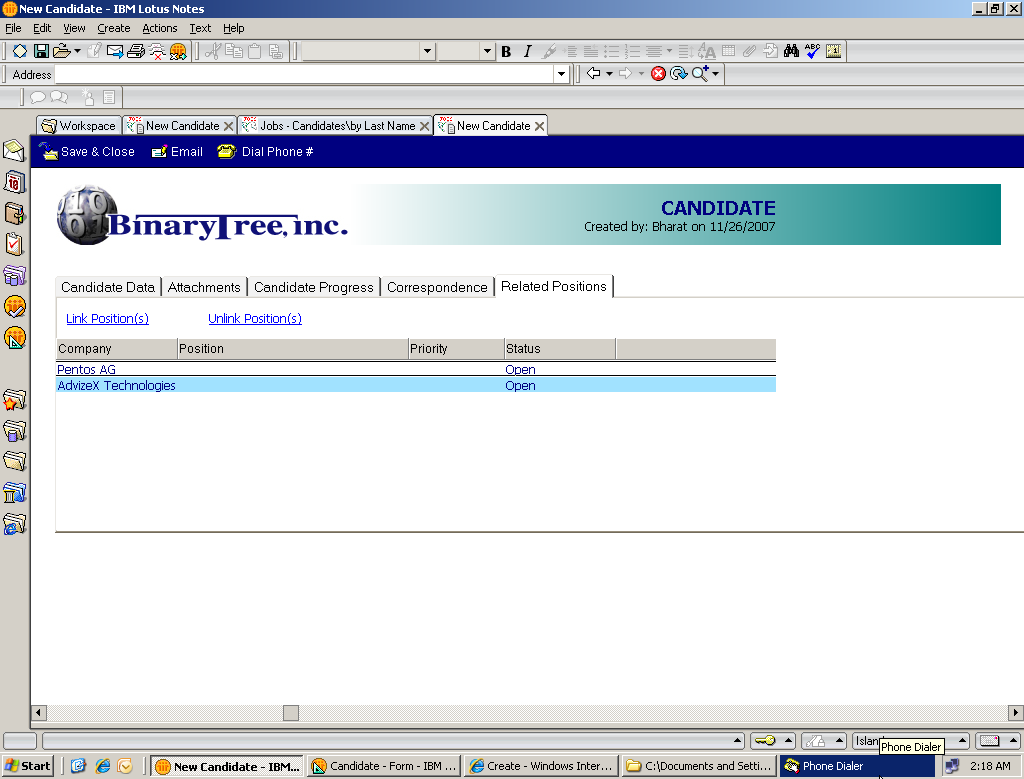 New Candidate - IBM Lotus Notes
File Edit View Create Actions Text Help
Address
Workspace New Candidate Jobs - Candidates\by Last Name New Candidate
Save & Close Email Dial Phone #
BinaryTree, inc.
CANDIDATE
Created by: Bharat on 11/26/2007
Candidate Data Attachments Candidate Progress Correspondence Related Positions
Link Position(s) Unlink Position(s)
Company Position Priority Status
Pentos AG Open
AdvizeX Technologies Open
Phone Dialer
Start New Candidate - IBM... Candidate - Form - IBM ... Create - Windows Inter... C:\Documents and Setti... Phone Dialer 2:18 AM